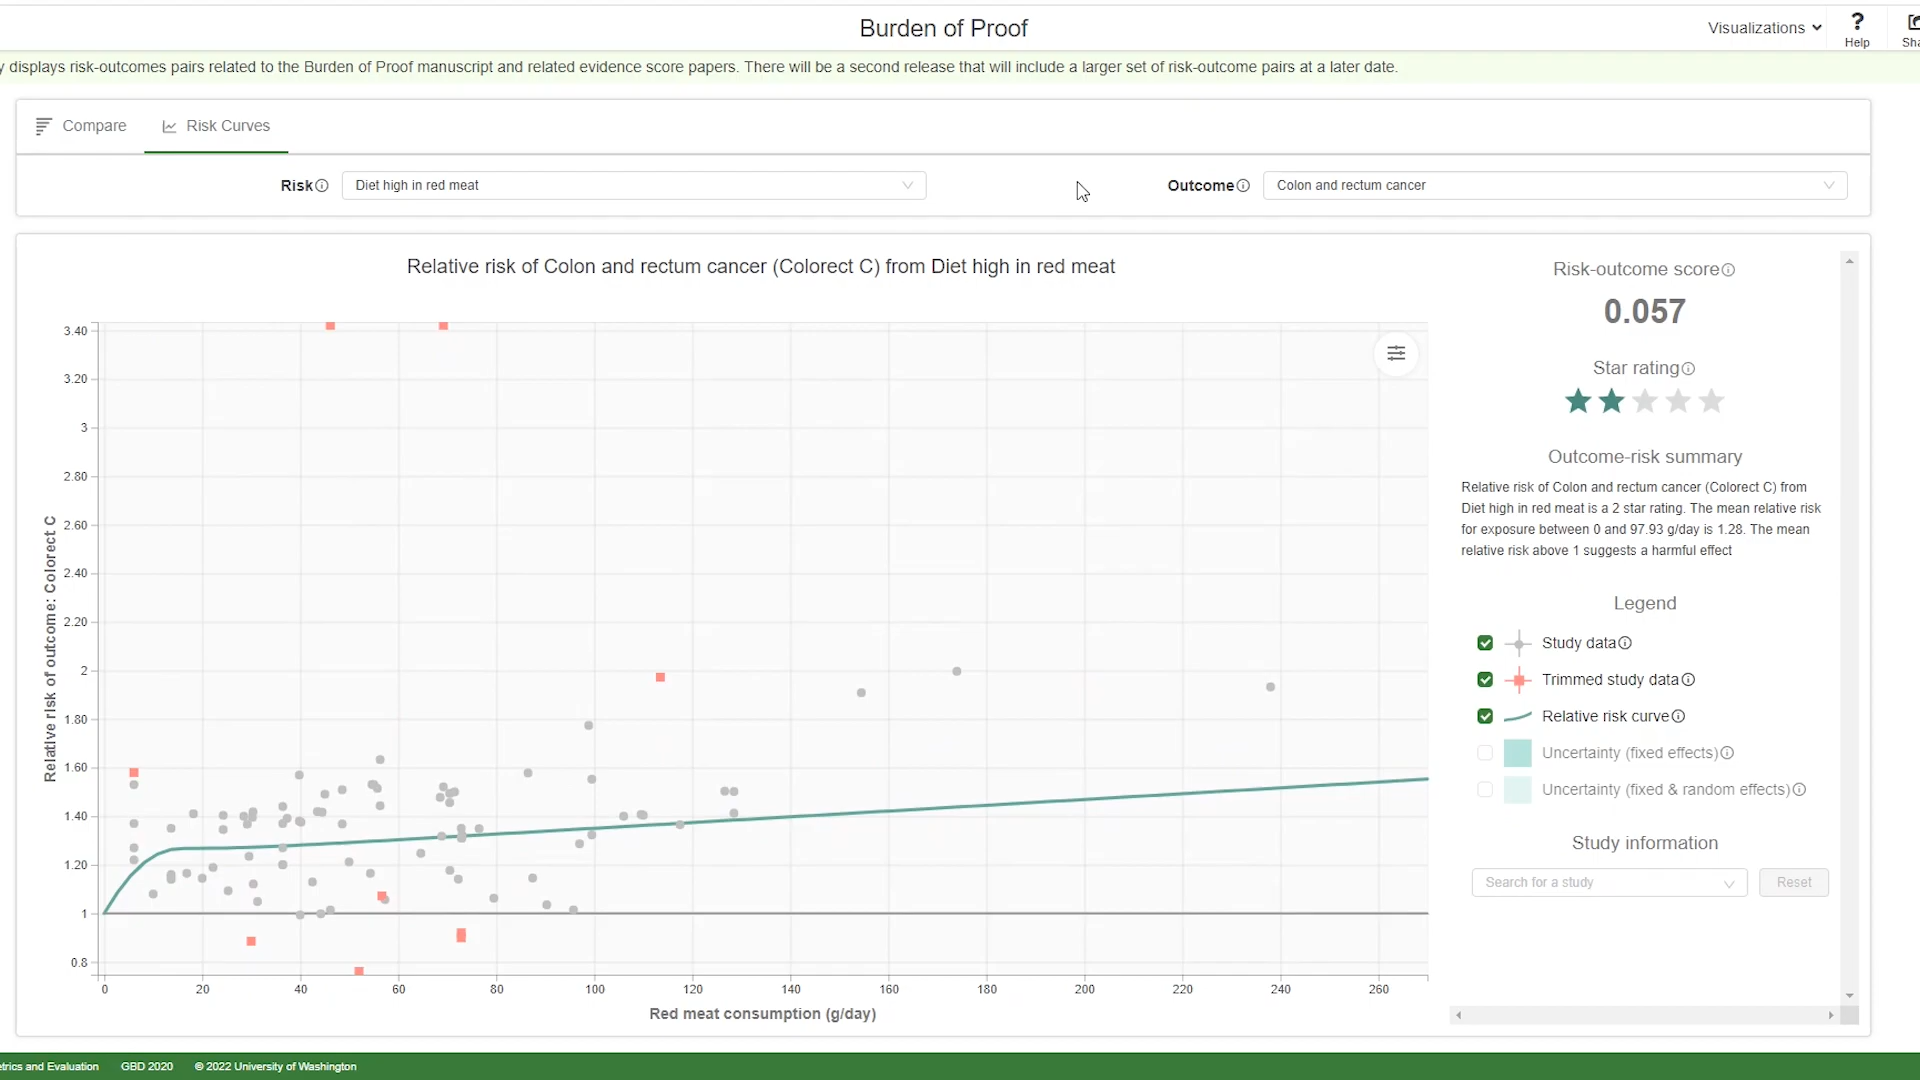 Burden of Proof
Visualizations
Help
Sha
y displays risk-outcomes pairs related to the Burden of Proof manuscript and related evidence score papers. There will be a second release that will include a larger set of risk-outcome pairs at a later date.
Compare
Risk Curves
Risk
Diet high in red meat
Outcome
Colon and rectum cancer
Relative risk of Colon and rectum cancer (Colorect C) from Diet high in red meat
3.40
3.20
3
2.80
2.60
2.40
2.20
2
1.80
1.60
1.40
1.20
1
0.8
Relative risk of outcome: Colorect C
0 20 40 60 80 100 120 140 160 180 200 220 240 260
Red meat consumption (g/day)
Risk-outcome score
0.057
Star rating
Outcome-risk summary
Relative risk of Colon and rectum cancer (Colorect C) from
Diet high in red meat is a 2 star rating. The mean relative risk
for exposure between 0 and 97.93 g/day is 1.28. The mean
relative risk above 1 suggests a harmful effect
Legend
Study data
Trimmed study data
Relative risk curve
Uncertainty (fixed effects)
Uncertainty (fixed & random effects)
Study information
Search for a study
Reset
etrics and Evaluation
GBD 2020
© 2022 University of Washington